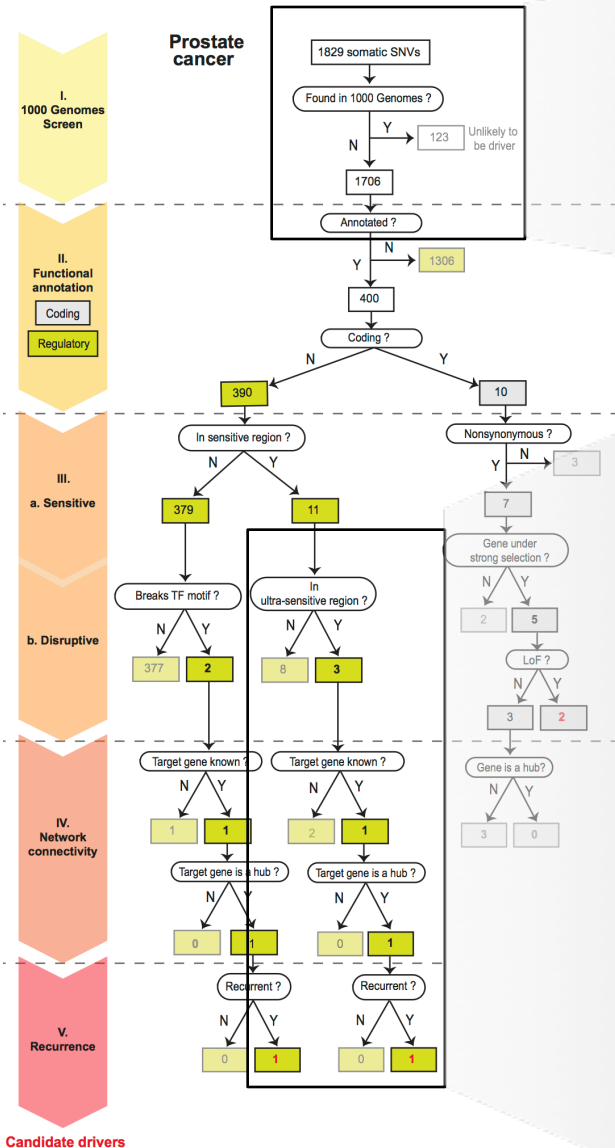 Prostate
cancer
1829 somatic SNVs
I.
1000 Genomes
Screen
Found in 1000 Genomes ?
Y
N
123
Unlikely to
be driver
1706
Annotated ?
II.
Functional
annotation
Coding
Regulatory
N
Y
1306
400
Coding ?
N
Y
390
10
In sensitive region ?
Nonsynonymous ?
N
Y
N
Y
3
III.
a. Sensitive
379
11
7
Gene under
strong selection ?
Breaks TF motif ?
In
ultra-sensitive region ?
N
Y
N
Y
N
Y
2
5
b. Disruptive
377
2
8
3
LoF ?
N
Y
3
2
Target gene known ?
Target gene known ?
Gene is a hub?
N
Y
N
Y
N
Y
IV.
Network
connectivity
1
1
2
1
3
0
Target gene is a hub ?
Target gene is a hub ?
N
Y
N
Y
0
1
0
1
Recurrent ?
Recurrent ?
V.
Recurrence
N
Y
N
Y
0
1
0
1
Candidate drivers